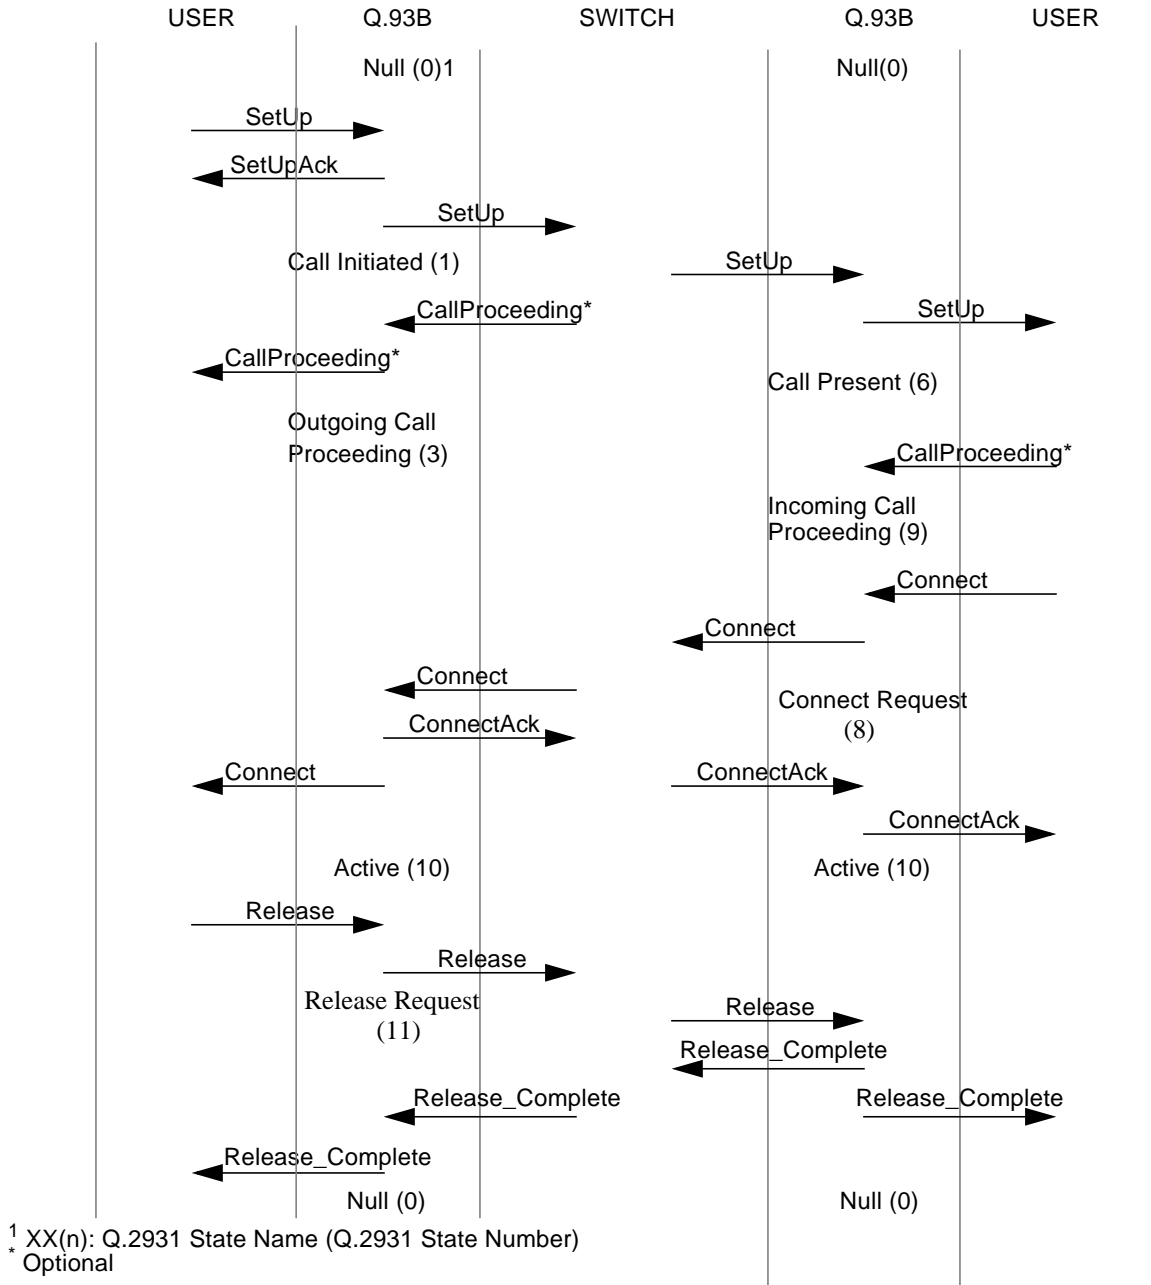 USER Q.93B SWITCH Q.93B USER
Null (0)1 Null(0)
SetUp
SetUpAck
SetUp
Call Initiated (1)
SetUp
CallProceeding*
SetUp
CallProceeding*
Call Present (6)
Outgoing Call
Proceeding (3)
CallProceeding*
Incoming Call
Proceeding (9)
Connect
Connect
Connect
Connect Request
(8)
ConnectAck
Connect
ConnectAck
ConnectAck
Active (10) Active (10)
Release
Release
Release Request
(11)
Release
Release_Complete
Release_Complete
Release_Complete
Release_Complete
Null (0) Null (0)
1 XX(n): Q.2931 State Name (Q.2931 State Number)
* Optional